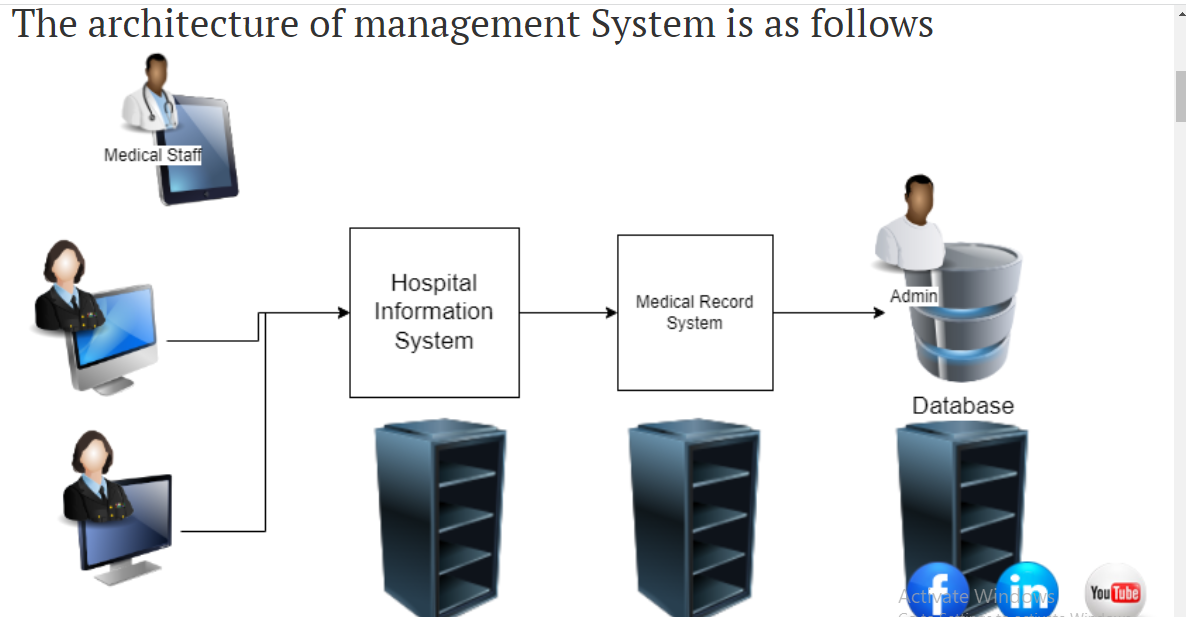 The architecture of management System is as follows
Medical Staff
Hospital
Information
System
Medical Record
System
Admin
Database
Activate Windows
f
in
YouTube